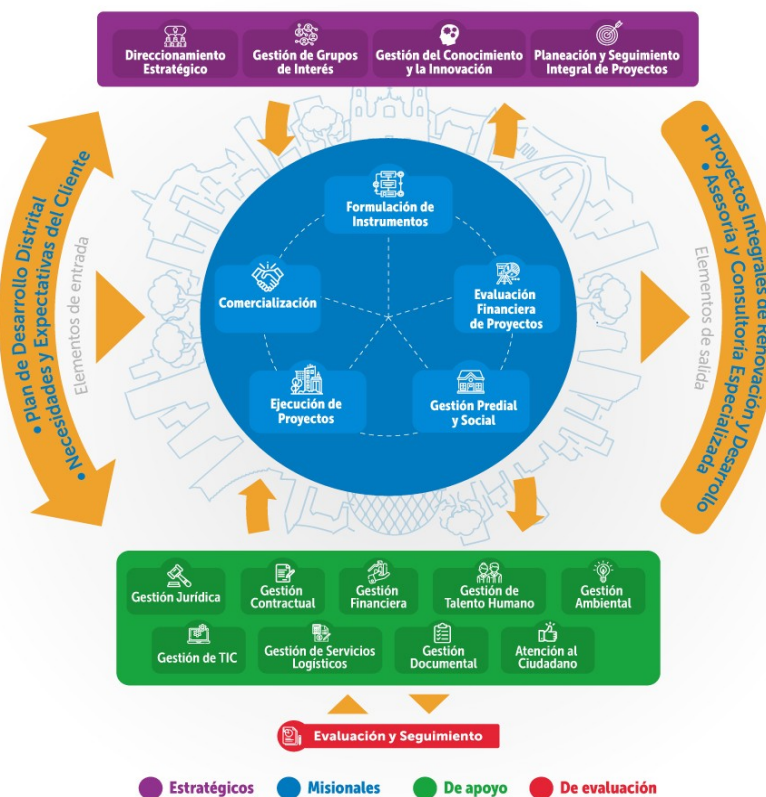 Direccionamiento
Estratégico
Gestión de Grupos
de Interés
Gestión del Conocimiento
y la Innovación
Planeación y Seguimiento
Integral de Proyectos
• Plan de Desarrollo Distrital
• Necesidades y Expectativas del Cliente
Elementos de entrada
Formulación de
Instrumentos
Comercialización
Evaluación
Financiera
de Proyectos
Ejecución de
Proyectos
Gestión Predial
y Social
Elementos de salida
• Proyectos Integrales de Renovación y Desarrollo
• Asesoría y Consultoría Especializada
Gestión Jurídica
Gestión
Contractual
Gestión
Financiera
Gestión de
Talento Humano
Gestión
Ambiental
Gestión de TIC
Gestión de Servicios
Logísticos
Gestión
Documental
Atención al
Ciudadano
Evaluación y Seguimiento
Estratégicos
Misionales
De apoyo
De evaluación